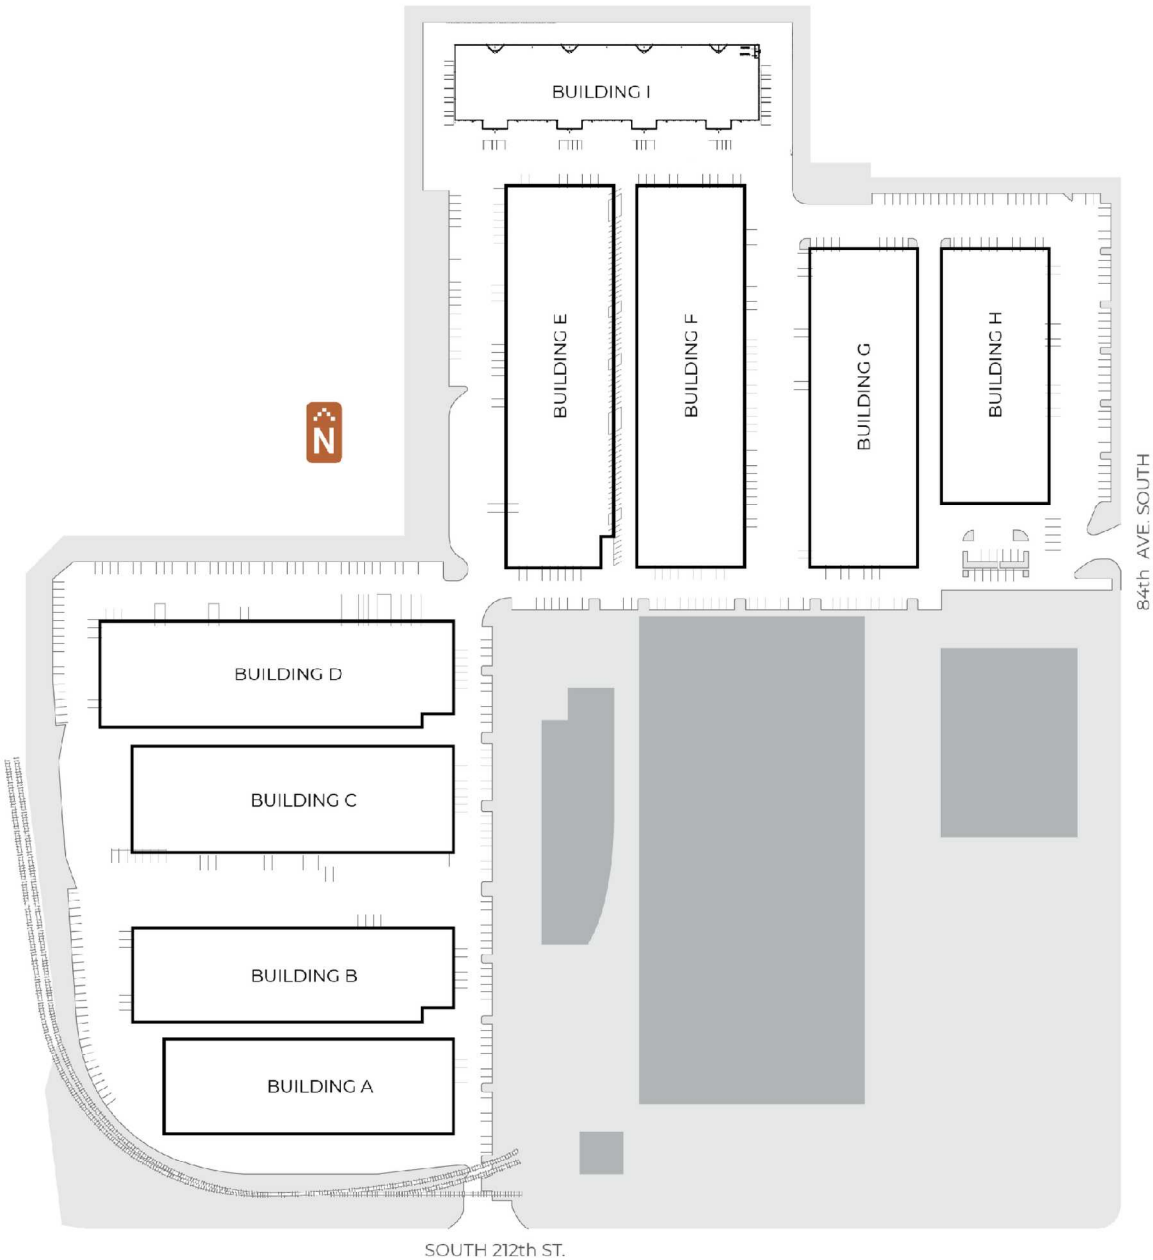 BUILDING I
BUILDING E
BUILDING F
BUILDING G
BUILDING H
N
84th AVE. SOUTH
BUILDING D
BUILDING C
BUILDING B
BUILDING A
SOUTH 212th ST.